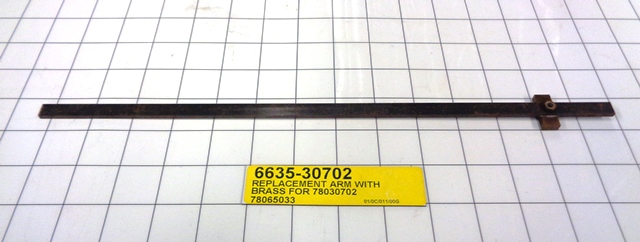 6635-30702
REPLACEMENT ARM WITH
BRASS FOR 78030702
78065033